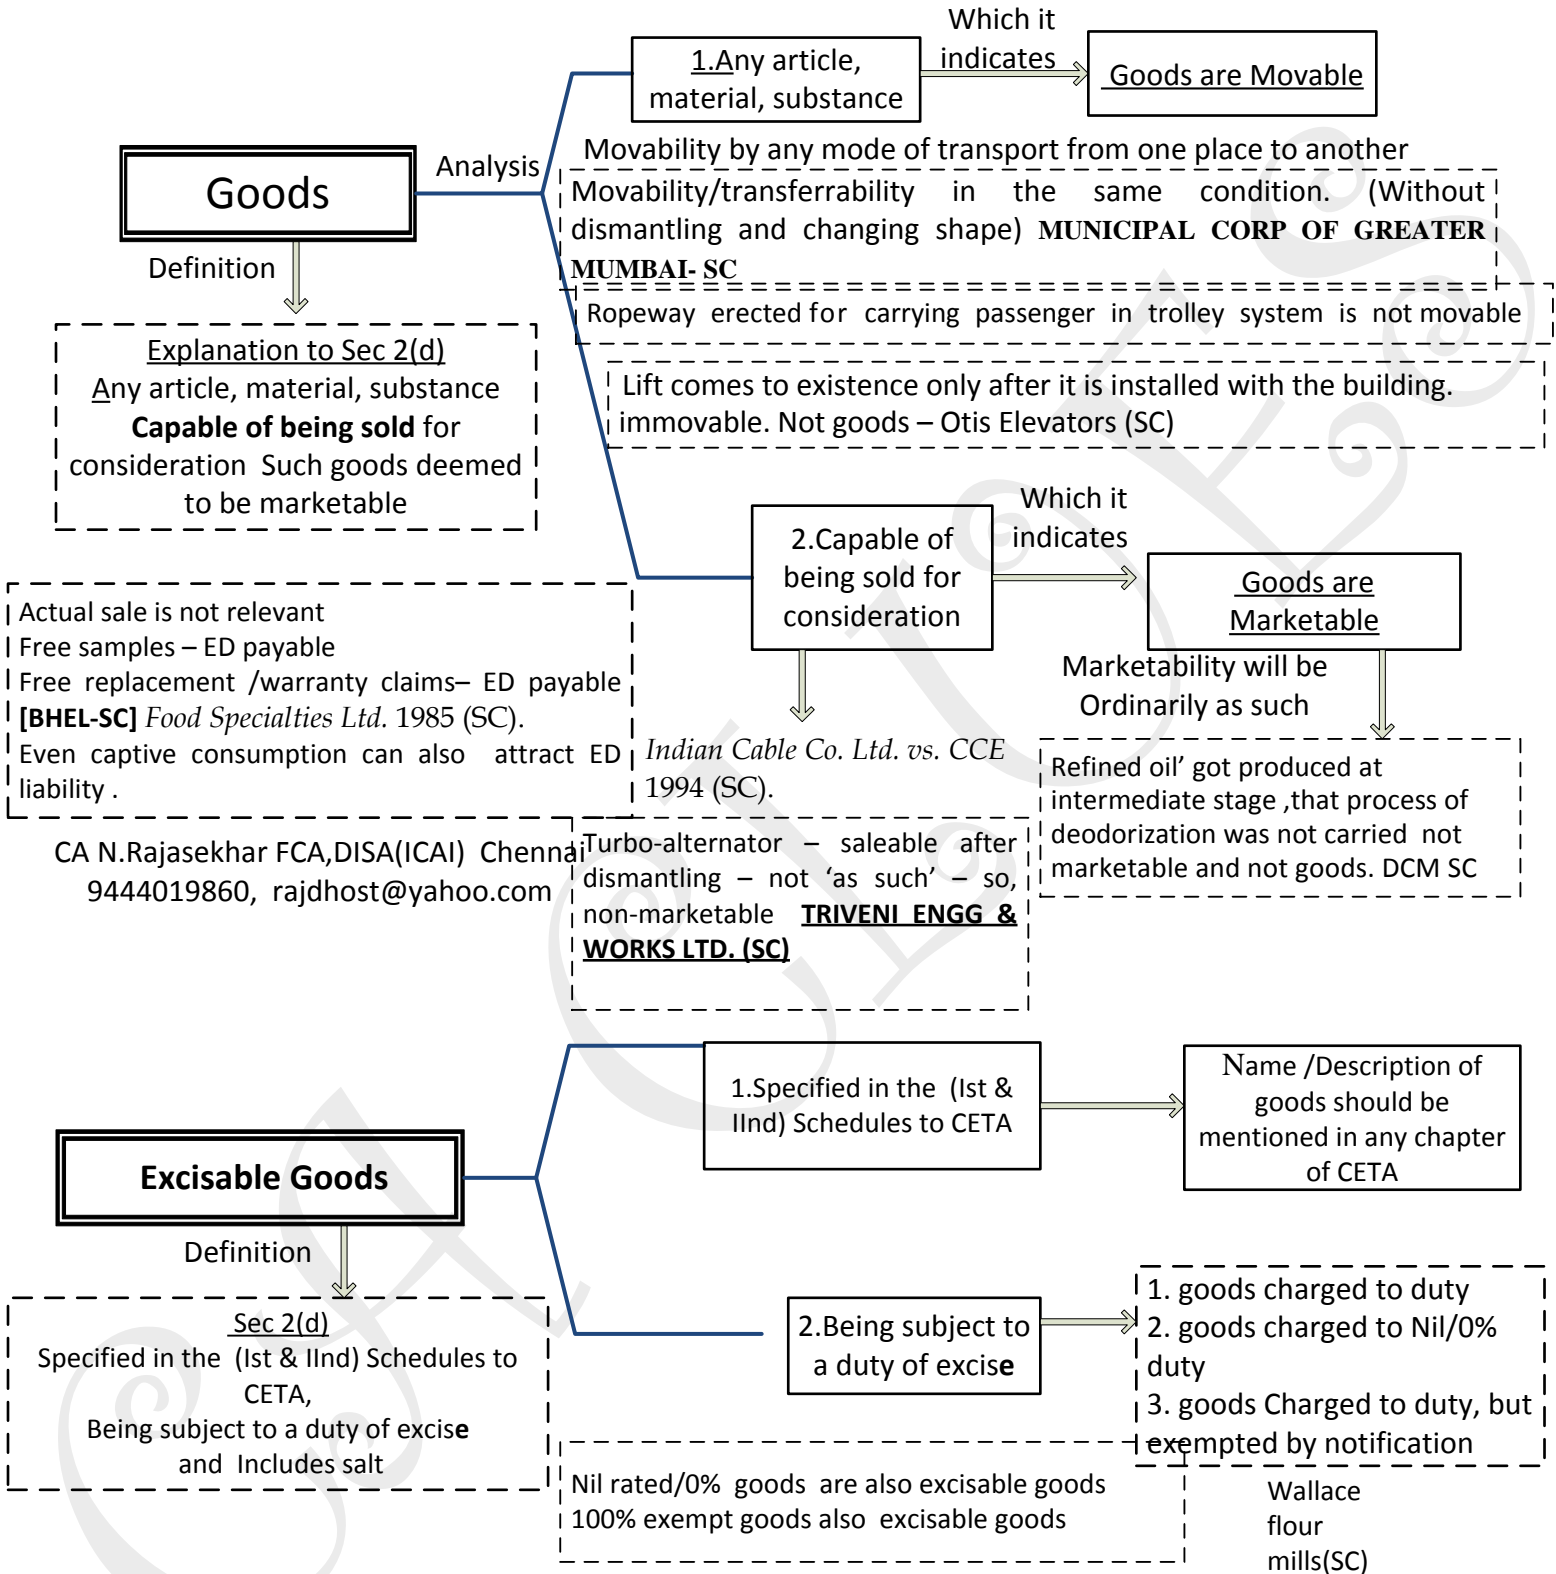 Which it
indicates
1.Any article,
material, substance
Goods are Movable
Analysis
Goods
Movability by any mode of transport from one place to another
Movability/transferrability in the same condition. (Without
dismantling and changing shape) MUNICIPAL CORP OF GREATER
MUMBAI- SC
Ropeway erected for carrying passenger in trolley system is not movable
Lift comes to existence only after it is installed with the building.
immovable. Not goods – Otis Elevators (SC)
Definition
Explanation to Sec 2(d)
Any article, material, substance
Capable of being sold for
consideration Such goods deemed
to be marketable
2.Capable of
being sold for
consideration
Which it
indicates
Goods are
Marketable
Marketability will be
Ordinarily as such
Actual sale is not relevant
Free samples – ED payable
Free replacement /warranty claims– ED payable
[BHEL-SC] Food Specialties Ltd. 1985 (SC).
Even captive consumption can also attract ED
liability .
Indian Cable Co. Ltd. vs. CCE
1994 (SC).
Refined oil’ got produced at
intermediate stage ,that process of
deodorization was not carried not
marketable and not goods. DCM SC
CA N.Rajasekhar FCA,DISA(ICAI) Chennai
9444019860, rajdhost@yahoo.com
Turbo-alternator – saleable after
dismantling – not ‘as such’ – so,
non-marketable TRIVENI ENGG &
WORKS LTD. (SC)
1.Specified in the (Ist &
IInd) Schedules to CETA
Name /Description of
goods should be
mentioned in any chapter
of CETA
Excisable Goods
Definition
Sec 2(d)
Specified in the (Ist & IInd) Schedules to
CETA,
Being subject to a duty of excise
and Includes salt
2.Being subject to
a duty of excise
1. goods charged to duty
2. goods charged to Nil/0%
duty
3. goods Charged to duty, but
exempted by notification
Nil rated/0% goods are also excisable goods
100% exempt goods also excisable goods
Wallace
flour
mills(SC)
CA CLUCES